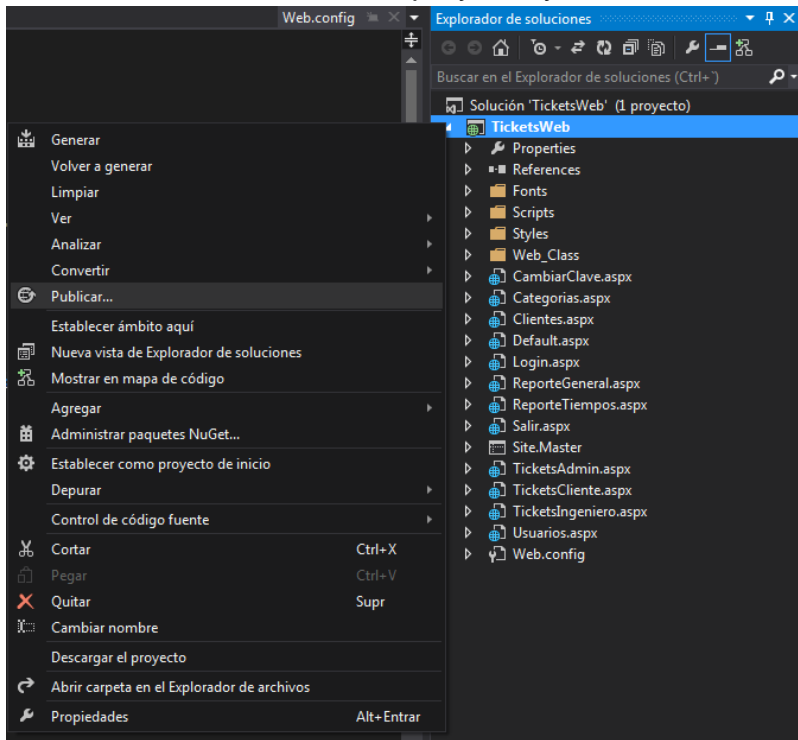 Web.config
Explorador de soluciones
Buscar en el Explorador de soluciones (Ctrl+`)
Solución 'TicketsWeb' (1 proyecto)
TicketsWeb
Properties
References
Fonts
Scripts
Styles
Web_Class
CambiarClave.aspx
Categorias.aspx
Clientes.aspx
Default.aspx
Login.aspx
ReporteGeneral.aspx
ReporteTiempos.aspx
Salir.aspx
Site.Master
TicketsAdmin.aspx
TicketsCliente.aspx
TicketsIngeniero.aspx
Usuarios.aspx
Web.config
Generar
Volver a generar
Limpiar
Ver
Analizar
Convertir
Publicar...
Establecer ámbito aquí
Nueva vista de Explorador de soluciones
Mostrar en mapa de código
Agregar
Administrar paquetes NuGet...
Establecer como proyecto de inicio
Depurar
Control de código fuente
Cortar Ctrl+X
Pegar Ctrl+V
Quitar Supr
Cambiar nombre
Descargar el proyecto
Abrir carpeta en el Explorador de archivos
Propiedades Alt+Entrar